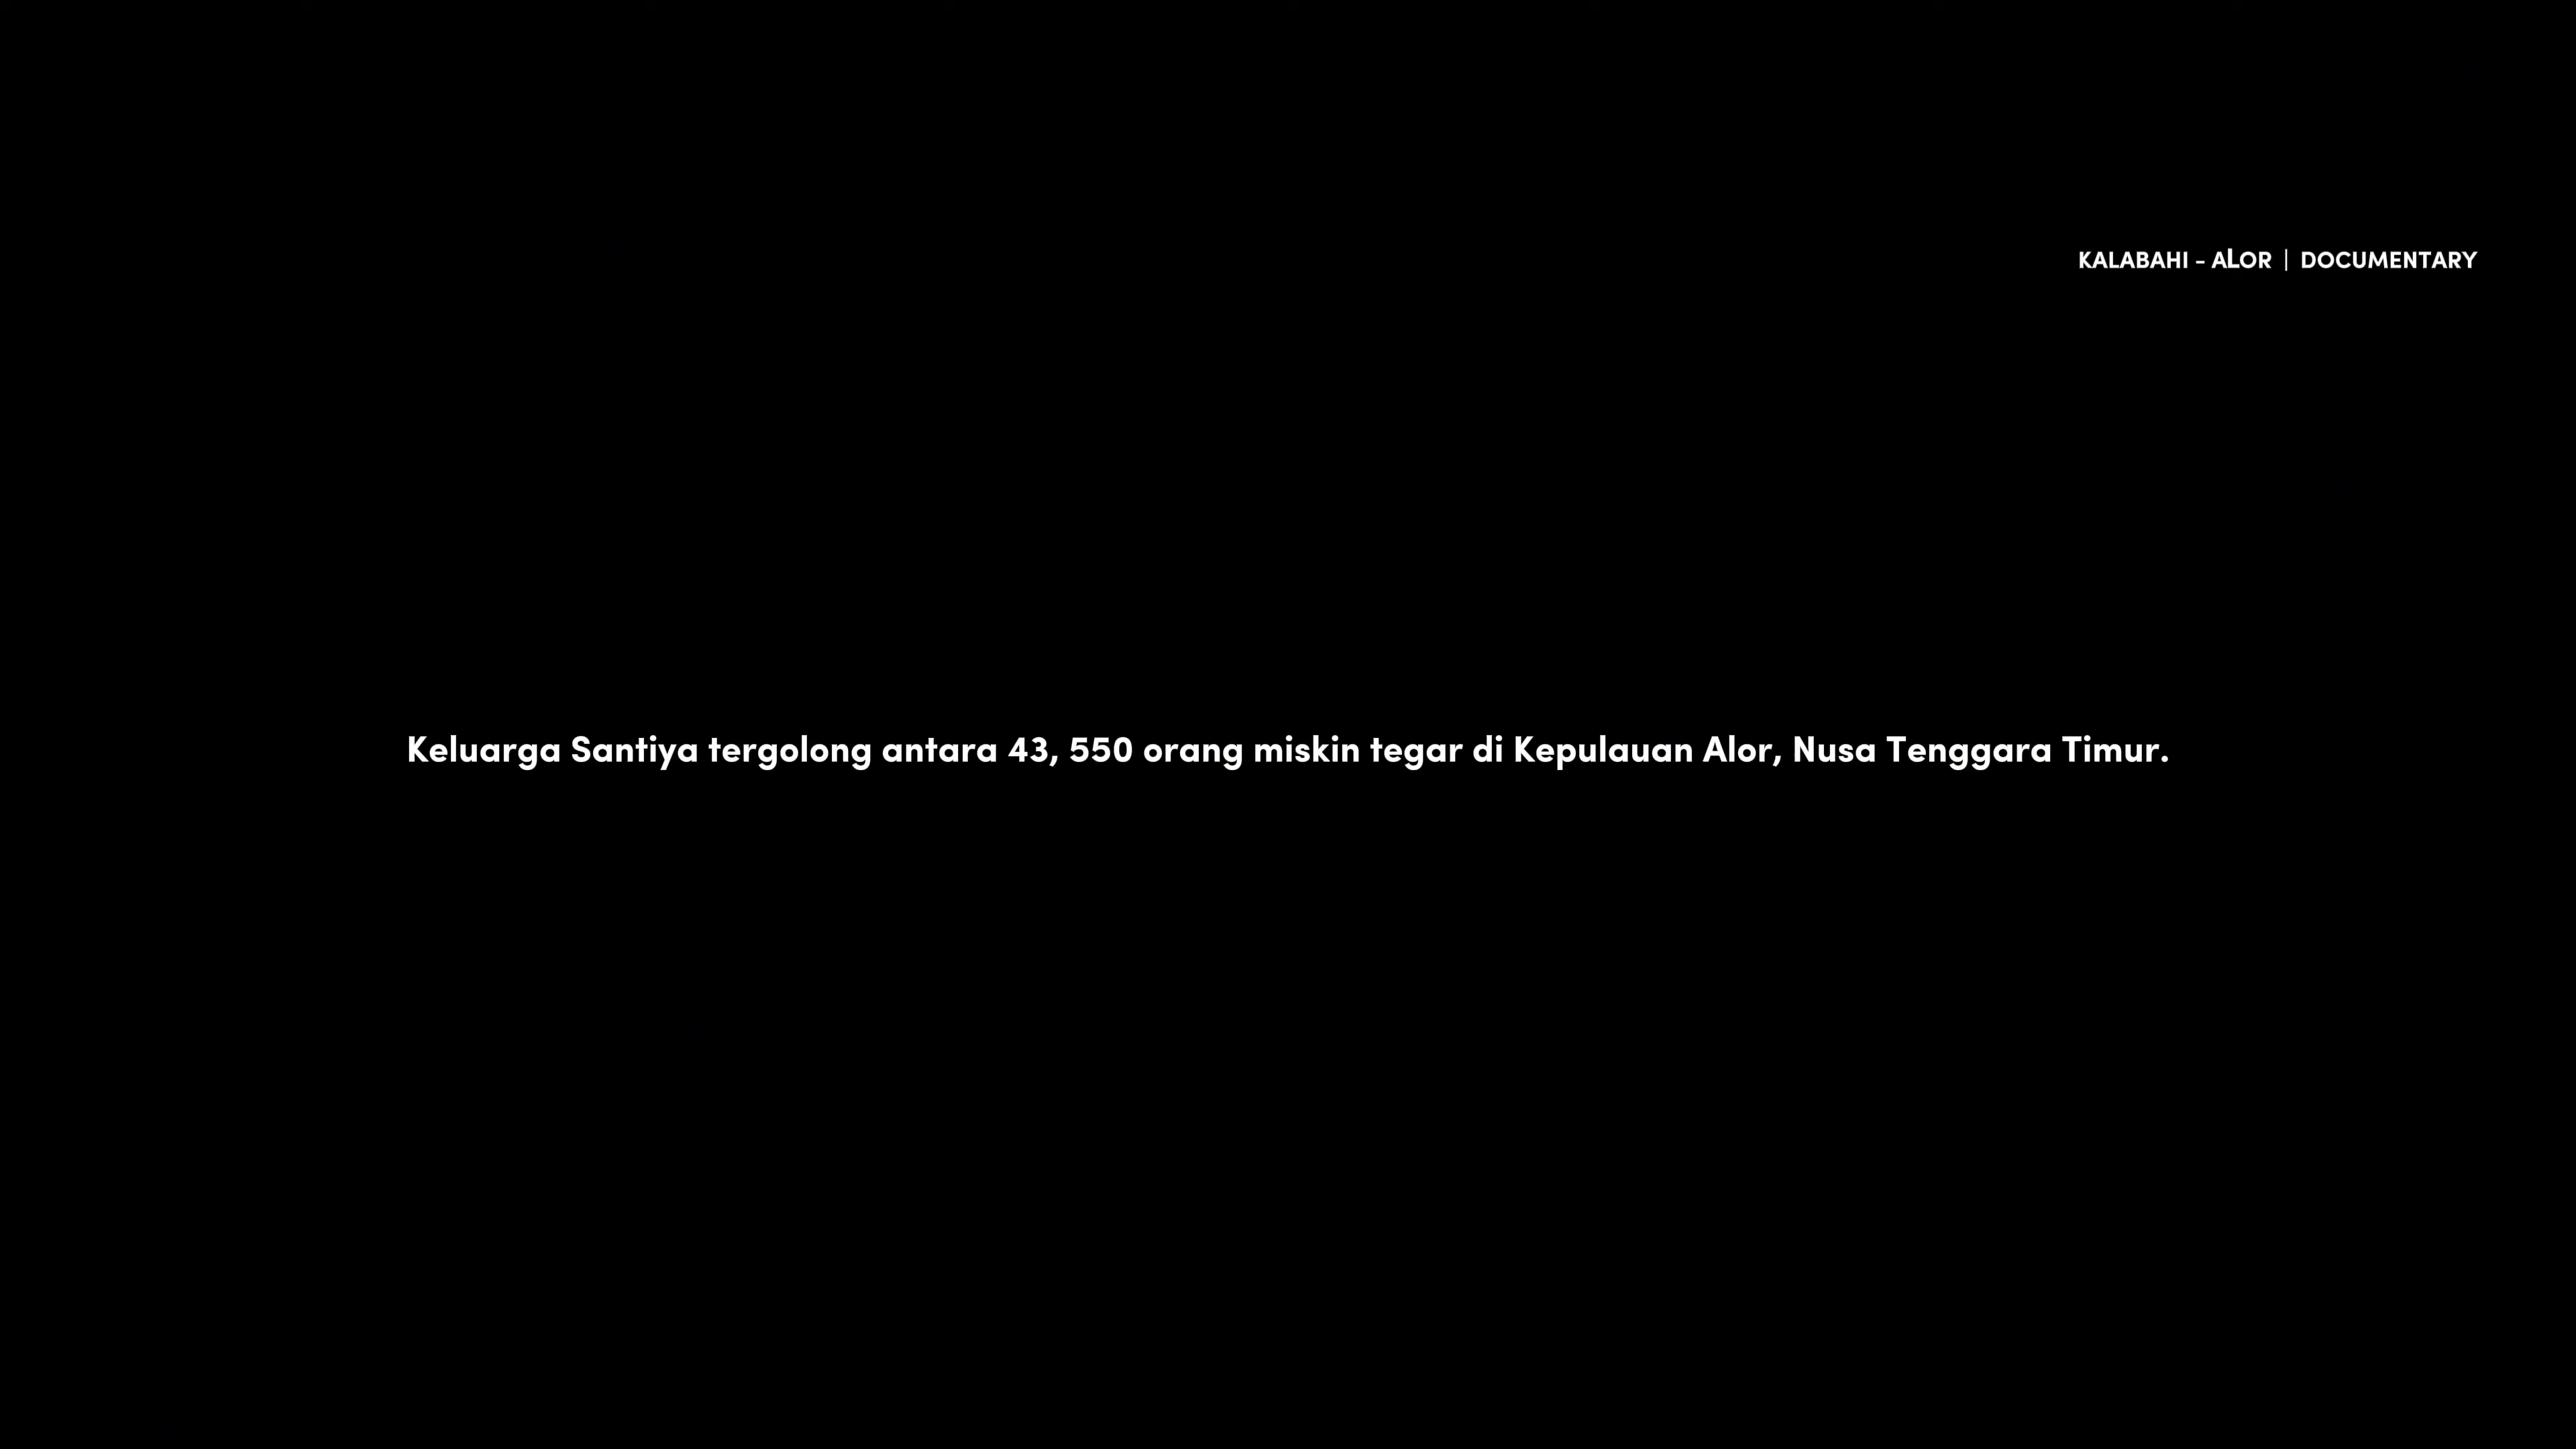 KALABAHI - ALOR | DOCUMENTARY
Keluarga Santiya tergolong antara 43, 550 orang miskin tegar di Kepulauan Alor, Nusa Tenggara Timur.